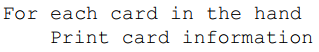 For each card in the hand
    Print card information